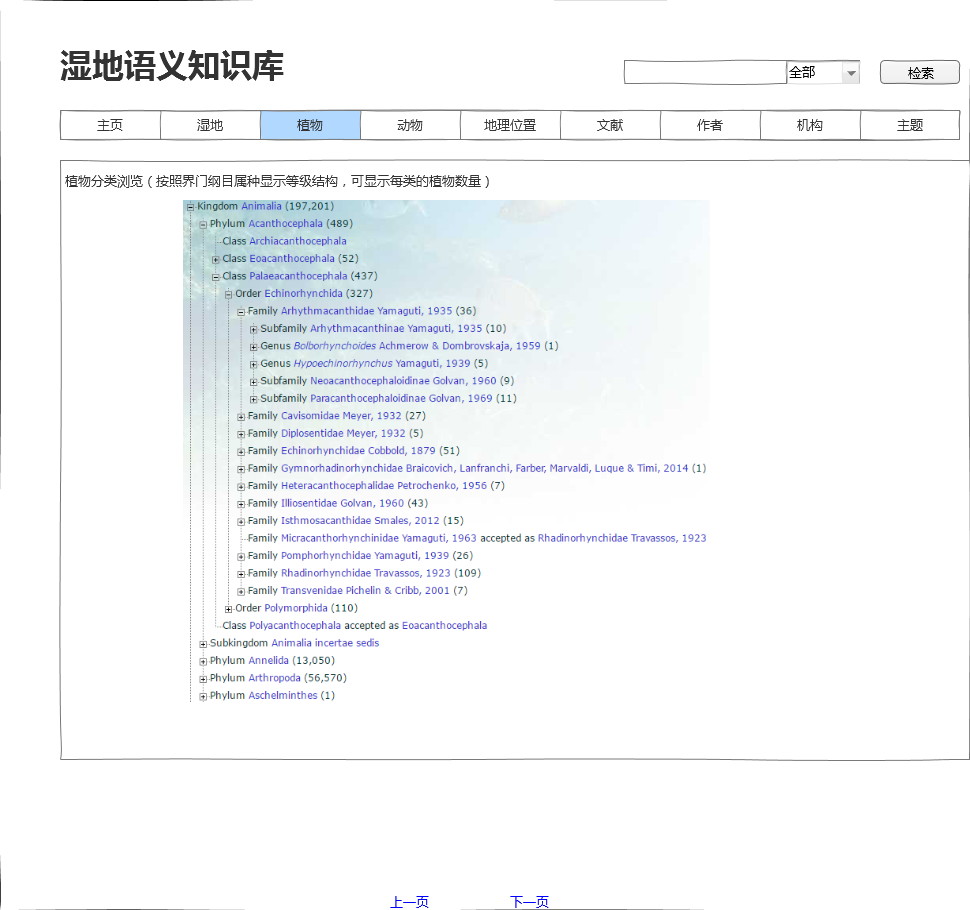 湿地语义知识库
全部 检索
主页 湿地 植物 动物 地理位置 文献 作者 机构 主题
植物分类浏览（按照界门纲目属种显示等级结构，可显示每类的植物数量）
Kingdom Animalia (197,201)
Phylum Acanthocephala (489)
Class Archiacanthocephala
Class Eoacanthocephala (52)
Class Palaeacanthocephala (437)
Order Echinorhynchida (327)
Family Arhythmacanthidae Yamaguti, 1935 (36)
Subfamily Arhythmacanthinae Yamaguti, 1935 (10)
Genus Bolborhynchoides Achmerow & Dombrovskaja, 1959 (1)
Genus Hypoechinorhynchus Yamaguti, 1939 (5)
Subfamily Neoacanthocephaloidinae Golvan, 1960 (9)
Subfamily Paracanthocephaloidinae Golvan, 1969 (11)
Family Cavisomidae Meyer, 1932 (27)
Family Diplosentidae Meyer, 1932 (5)
Family Echinorhynchidae Cobbold, 1879 (51)
Family Gymnorhadinorhynchidae Braicovich, Lanfranchi, Farber, Marvaldi, Luque & Timi, 2014 (1)
Family Heteracanthocephalidae Petrochenko, 1956 (7)
Family Illiosentidae Golvan, 1960 (43)
Family Isthmosacanthidae Smales, 2012 (15)
Family Micracanthorhynchinidae Yamaguti, 1963 accepted as Rhadinorhynchidae Travassos, 1923
Family Pomphorhynchidae Yamaguti, 1939 (26)
Family Rhadinorhynchidae Travassos, 1923 (109)
Family Transvenidae Pichelin & Cribb, 2001 (7)
Order Polymorphida (110)
Class Polyacanthocephala accepted as Eoacanthocephala
Subkingdom Animalia incertae sedis
Phylum Annelida (13,050)
Phylum Arthropoda (56,570)
Phylum Aschelminthes (1)
上一页 下一页